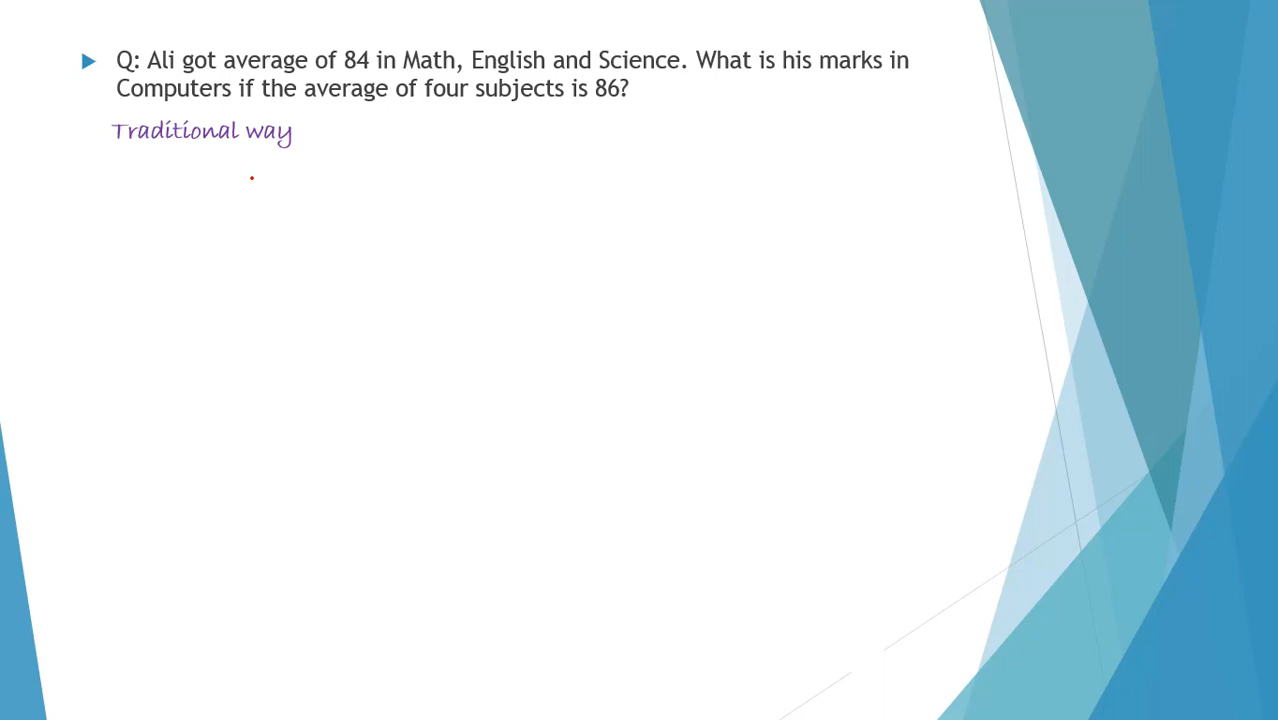 Q: Ali got average of 84 in Math, English and Science. What is his marks in
Computers if the average of four subjects is 86?
Traditional way